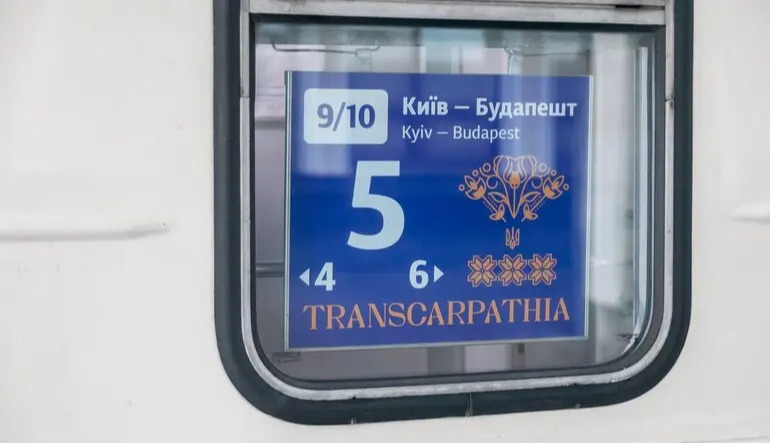 9/10
Київ – Будапешт
Kyiv – Budapest
5
4
6
TRANSCARPATHIA